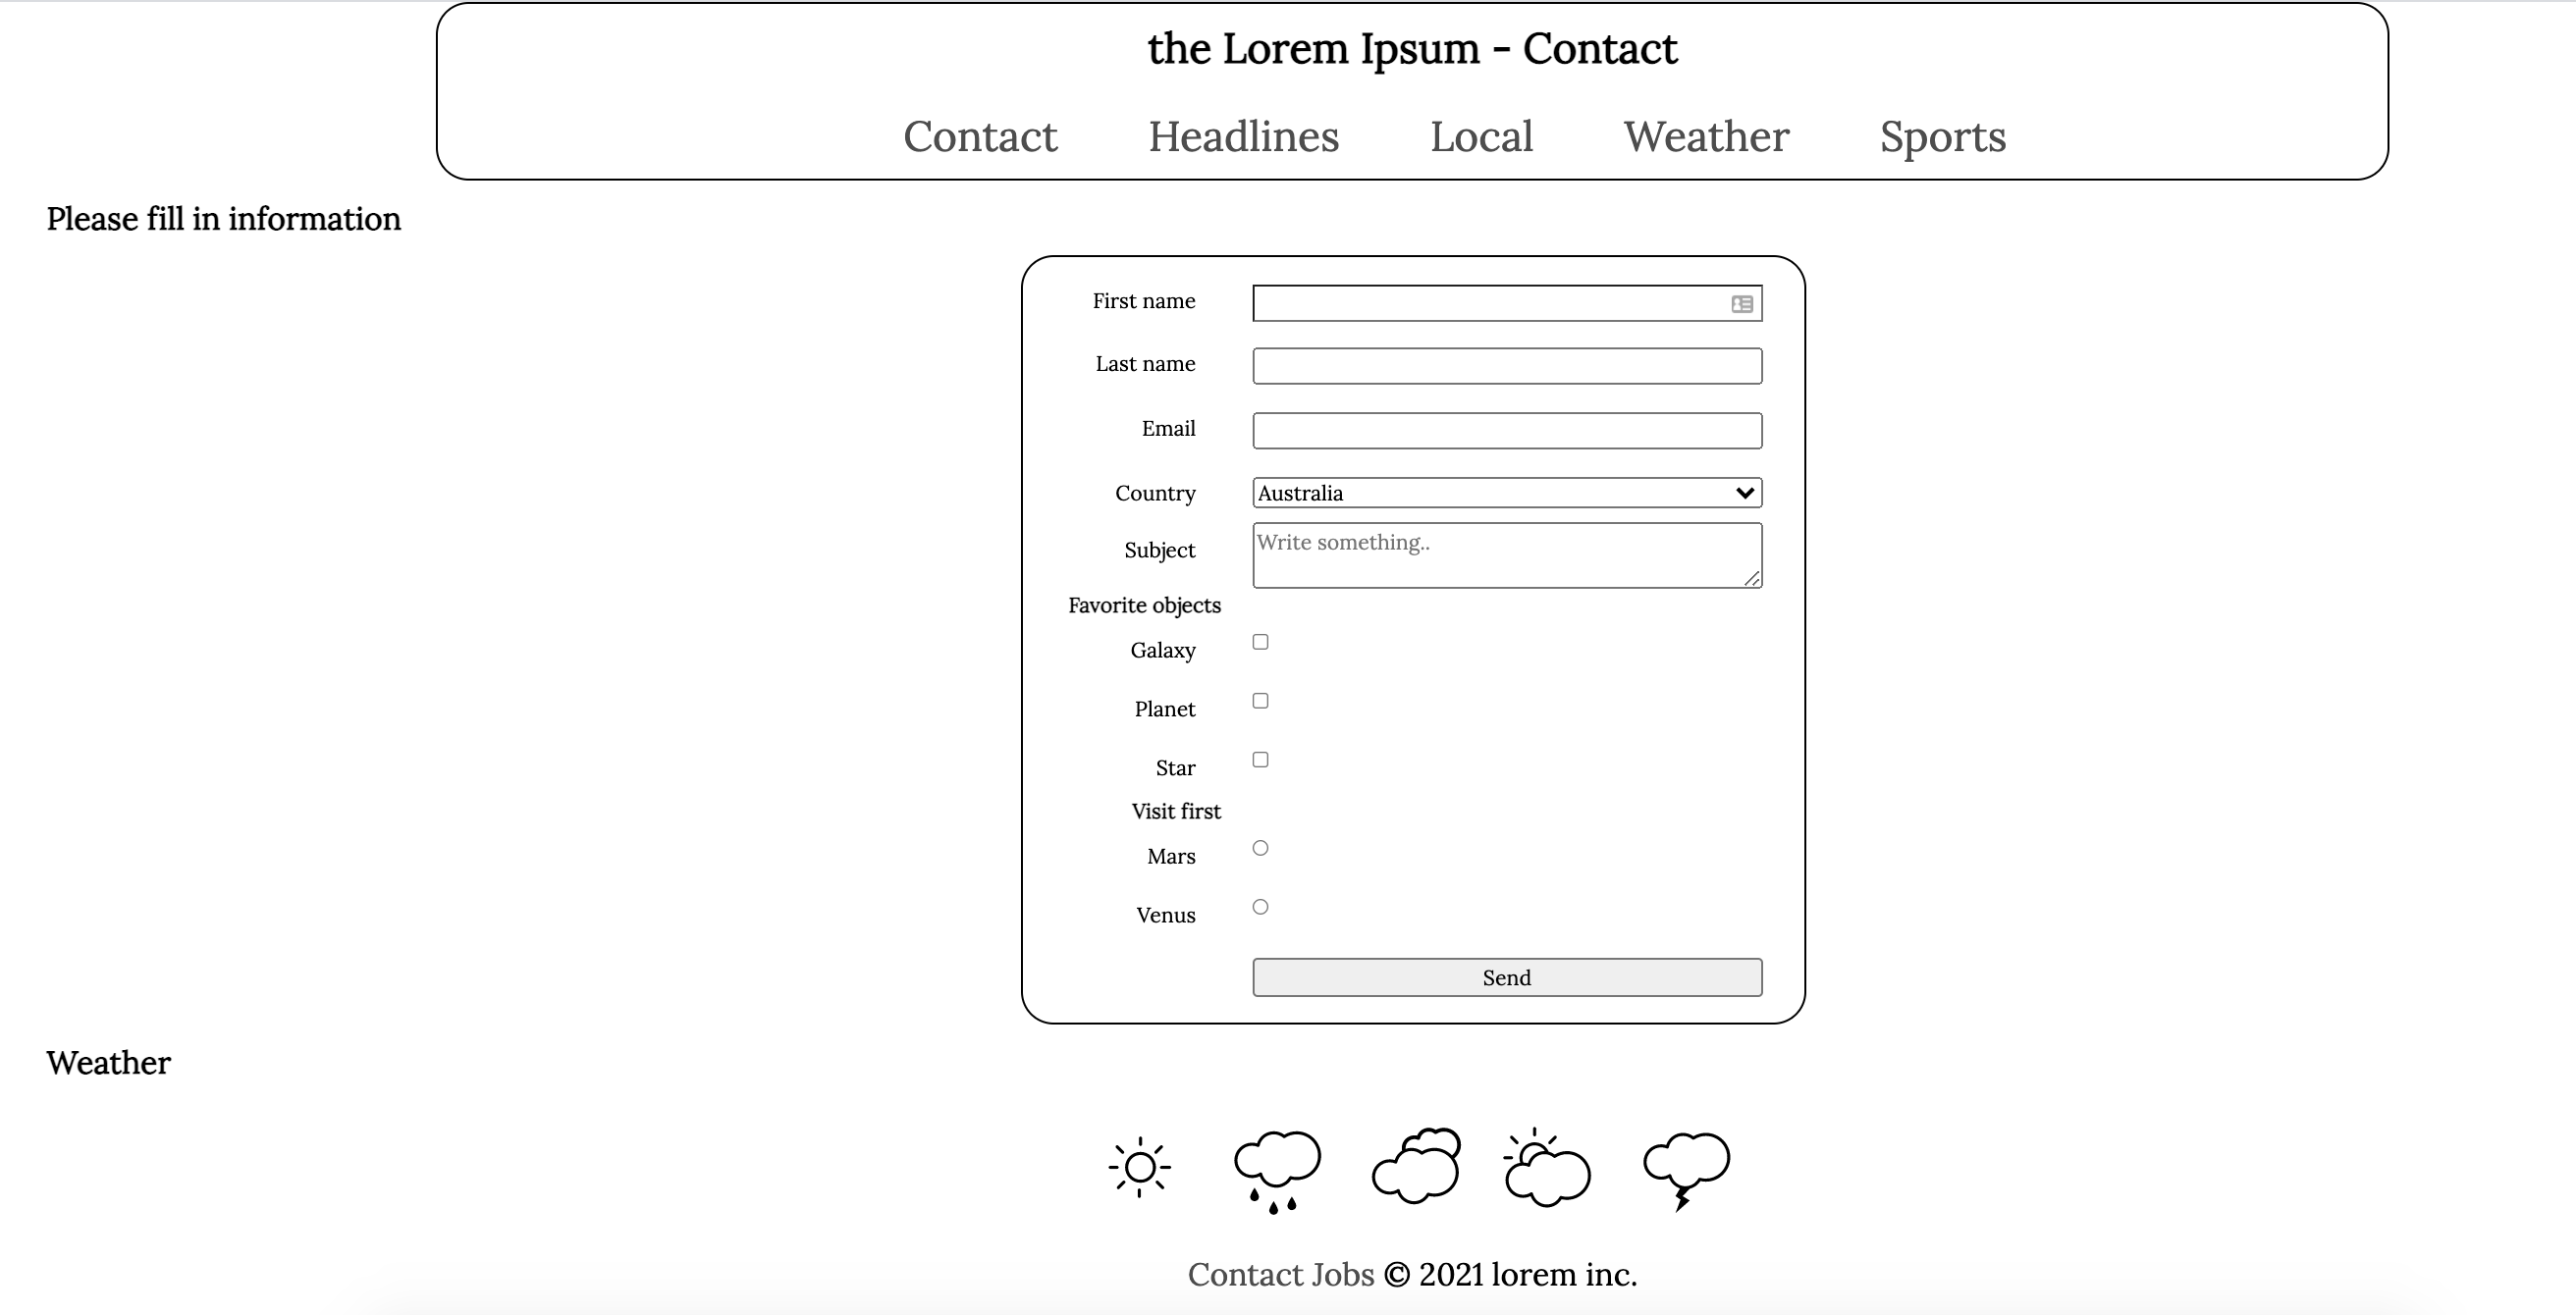 the Lorem Ipsum - Contact
Contact Headlines Local Weather Sports
Please fill in information
First name
Last name
Email
Country Australia
Subject Write something..
Favorite objects
Galaxy
Planet
Star
Visit first
Mars
Venus
Send
Weather
Contact Jobs © 2021 lorem inc.